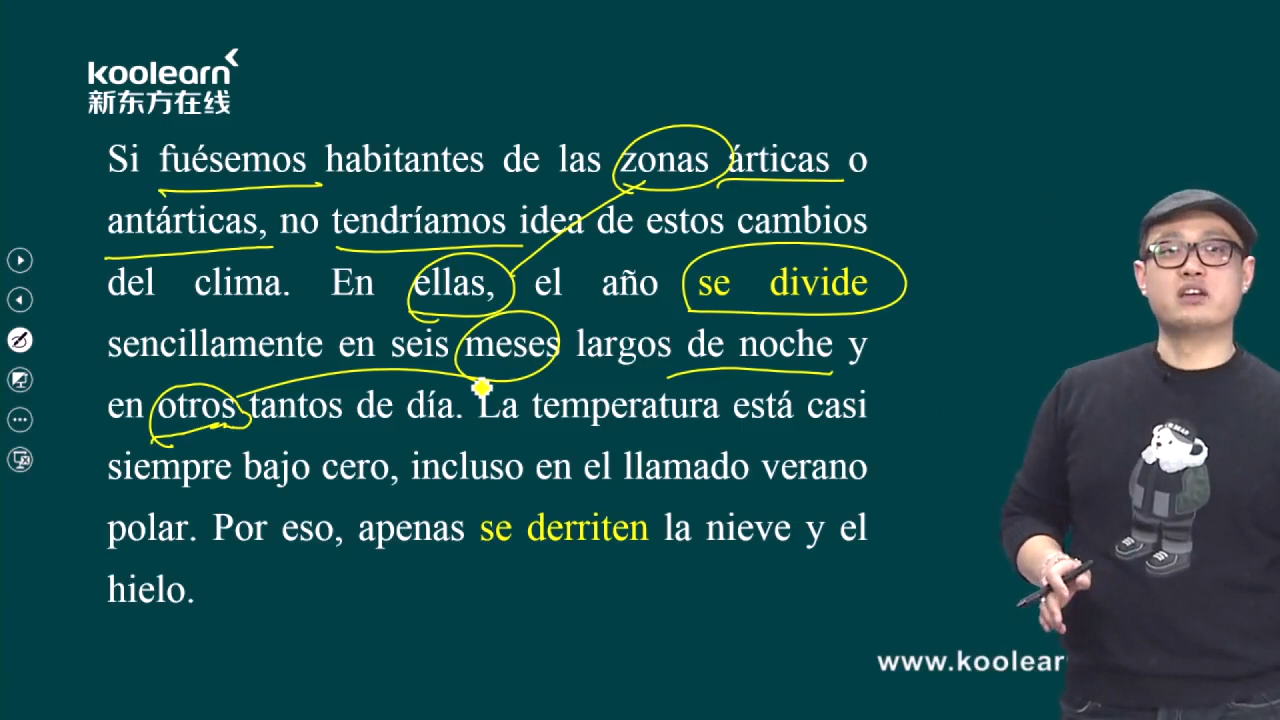 koolearn
新东方在线
Si fuésemos habitantes de las zonas árticas o
antárticas, no tendríamos idea de estos cambios
del clima. En ellas, el año se divide
sencillamente en seis meses largos de noche y
en otros tantos de día. La temperatura está casi
siempre bajo cero, incluso en el llamado verano
polar. Por eso, apenas se derriten la nieve y el
hielo.